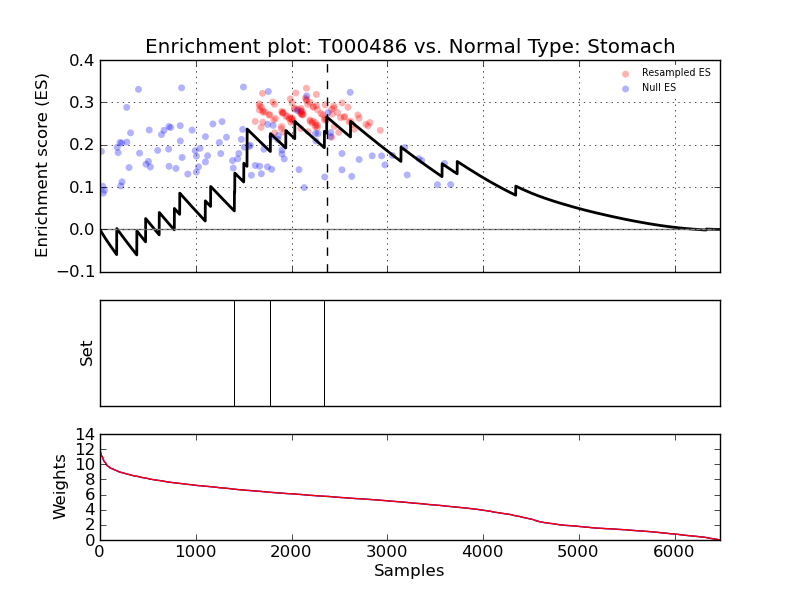 Enrichment plot: T000486 vs. Normal Type: Stomach
Enrichment score (ES)
0.4
0.3
0.2
0.1
0.0
−0.1
Resampled ES
Null ES
Set
Weights
14
12
10
8
6
4
2
0
0 1000 2000 3000 4000 5000 6000
Samples